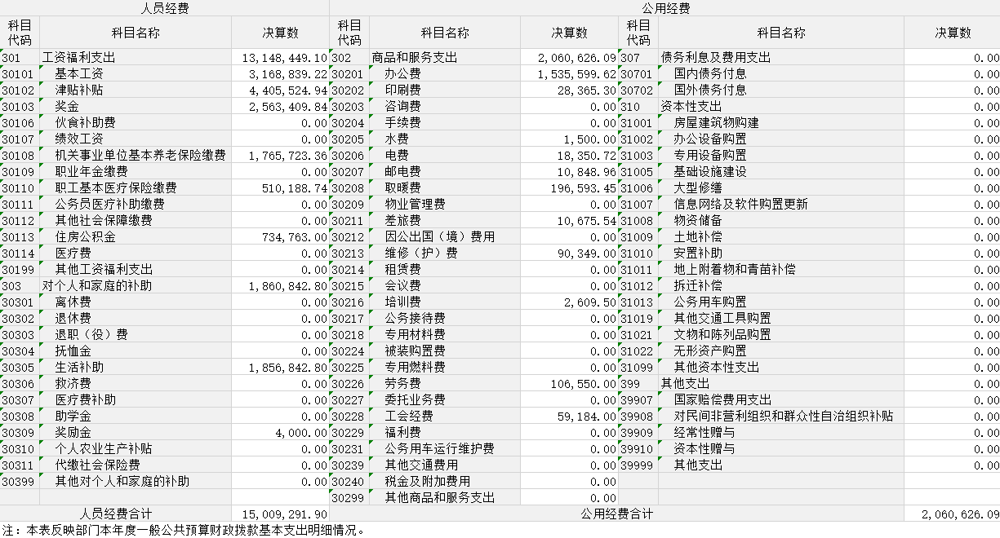 人员经费 公用经费
科目代码 科目名称 决算数 科目代码 科目名称 决算数 科目代码 科目名称 决算数
301 工资福利支出 13,148,449.10 302 商品和服务支出 2,060,626.09 307 债务利息及费用支出 0.00
30101 基本工资 3,168,839.22 30201 办公费 1,535,599.62 30701 国内债务付息 0.00
30102 津贴补贴 4,405,524.94 30202 印刷费 28,365.30 30702 国外债务付息 0.00
30103 奖金 2,563,409.84 30203 咨询费 0.00 310 资本性支出 0.00
30106 伙食补助费 0.00 30204 手续费 0.00 31001 房屋建筑物购建 0.00
30107 绩效工资 0.00 30205 水费 1,500.00 31002 办公设备购置 0.00
30108 机关事业单位基本养老保险缴费 1,765,723.36 30206 电费 18,350.72 31003 专用设备购置 0.00
30109 职业年金缴费 0.00 30207 邮电费 10,848.96 31005 基础设施建设 0.00
30110 职工基本医疗保险缴费 510,188.74 30208 取暖费 196,593.45 31006 大型修缮 0.00
30111 公务员医疗补助缴费 0.00 30209 物业管理费 0.00 31007 信息网络及软件购置更新 0.00
30112 其他社会保障缴费 0.00 30211 差旅费 10,675.54 31008 物资储备 0.00
30113 住房公积金 734,763.00 30212 因公出国（境）费用 0.00 31009 土地补偿 0.00
30114 医疗费 0.00 30213 维修（护）费 90,349.00 31010 安置补助 0.00
30199 其他工资福利支出 0.00 30214 租赁费 0.00 31011 地上附着物和青苗补偿 0.00
303 对个人和家庭的补助 1,860,842.80 30215 会议费 0.00 31012 拆迁补偿 0.00
30301 离休费 0.00 30216 培训费 2,609.50 31013 公务用车购置 0.00
30302 退休费 0.00 30217 公务接待费 0.00 31019 其他交通工具购置 0.00
30303 退职（役）费 0.00 30218 专用材料费 0.00 31021 文物和陈列品购置 0.00
30304 抚恤金 0.00 30224 被装购置费 0.00 31022 无形资产购置 0.00
30305 生活补助 1,856,842.80 30225 专用燃料费 0.00 31099 其他资本性支出 0.00
30306 救济费 0.00 30226 劳务费 106,550.00 399 其他支出 0.00
30307 医疗费补助 0.00 30227 委托业务费 0.00 39907 国家赔偿费用支出 0.00
30308 助学金 0.00 30228 工会经费 59,184.00 39908 对民间非营利组织和群众性自治组织补贴 0.00
30309 奖励金 4,000.00 30229 福利费 0.00 39909 经常性赠与 0.00
30310 个人农业生产补贴 0.00 30231 公务用车运行维护费 0.00 39910 资本性赠与 0.00
30311 代缴社会保险费 0.00 30239 其他交通费用 0.00 39999 其他支出 0.00
30399 其他对个人和家庭的补助 0.00 30240 税金及附加费用 0.00
30299 其他商品和服务支出 0.00
人员经费合计 15,009,291.90 公用经费合计 2,060,626.09
注：本表反映部门本年度一般公共预算财政拨款基本支出明细情况。